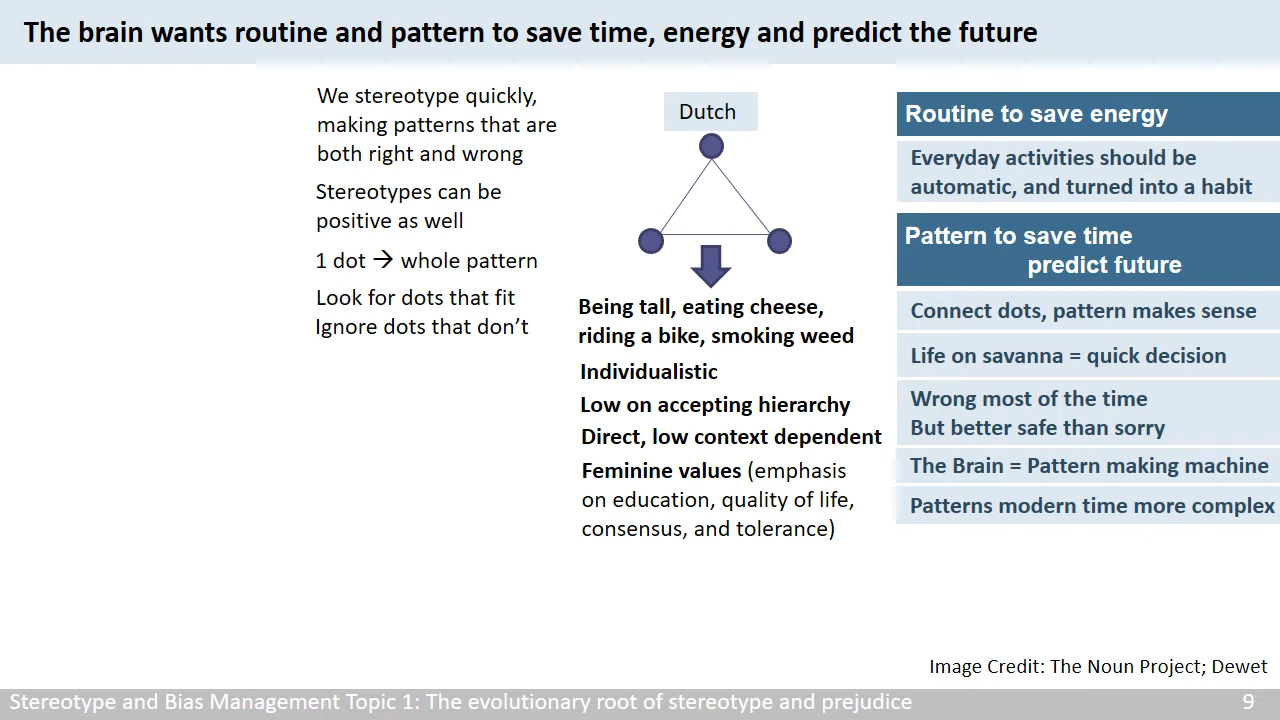 The brain wants routine and pattern to save time, energy and predict the future
We stereotype quickly,
making patterns that are
both right and wrong
Stereotypes can be
positive as well
1 dot → whole pattern
Look for dots that fit
Ignore dots that don’t
Dutch
Being tall, eating cheese,
riding a bike, smoking weed
Individualistic
Low on accepting hierarchy
Direct, low context dependent
Feminine values (emphasis
on education, quality of life,
consensus, and tolerance)
Routine to save energy
Everyday activities should be
automatic, and turned into a habit
Pattern to save time
predict future
Connect dots, pattern makes sense
Life on savanna = quick decision
Wrong most of the time
But better safe than sorry
The Brain = Pattern making machine
Patterns modern time more complex
Image Credit: The Noun Project; Dewet
Stereotype and Bias Management Topic 1: The evolutionary root of stereotype and prejudice
9